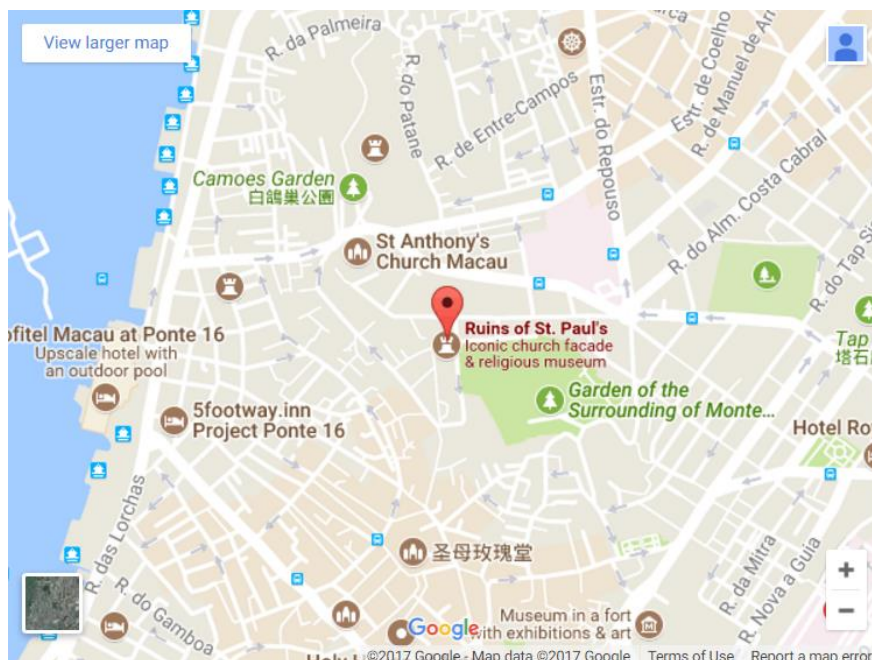 View larger map
R. da Palmeira
R. do Patane
R. de Entre-Campos
Estr. do Repouso
Estr. de Coelho
R. de Manuel de Ar
Camoes Garden
白鴿巢公園
St Anthony's
Church Macau
R. do Alm. Costa Cabral
R. do Tap Si
ofitel Macau at Ponte 16
Upscale hotel with
an outdoor pool
Ruins of St. Paul's
Iconic church facade
& religious museum
Tap
塔石
5footway.inn
Project Ponte 16
Garden of the
Surrounding of Monte...
Hotel Ro
R. das Lorchas
圣母玫瑰堂
R. do Gamboa
R. da Mitra
R. Nova a Guia
+
−
Museum in a fort
with exhibitions & art
Google
©2017 Google - Map data ©2017 Google
Terms of Use
Report a map error